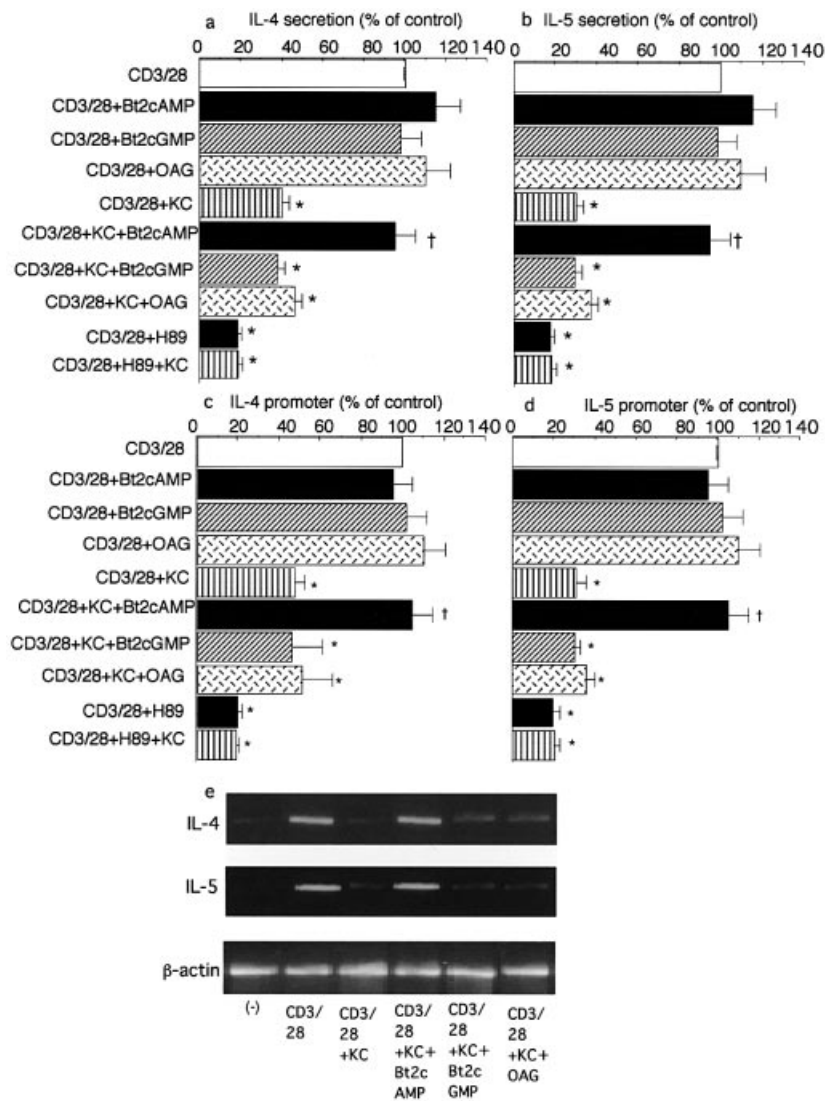 a IL-4 secretion (% of control)
b IL-5 secretion (% of control)
0 20 40 60 80 100 120 140
0 20 40 60 80 100 120 140
CD3/28
CD3/28+Bt2cAMP
CD3/28+Bt2cGMP
CD3/28+OAG
CD3/28+KC * *
CD3/28+KC+Bt2cAMP † †
CD3/28+KC+Bt2cGMP * *
CD3/28+KC+OAG * *
CD3/28+H89 * *
CD3/28+H89+KC * *
c IL-4 promoter (% of control)
d IL-5 promoter (% of control)
0 20 40 60 80 100 120 140
0 20 40 60 80 100 120 140
CD3/28
CD3/28+Bt2cAMP
CD3/28+Bt2cGMP
CD3/28+OAG
CD3/28+KC * *
CD3/28+KC+Bt2cAMP † †
CD3/28+KC+Bt2cGMP * *
CD3/28+KC+OAG * *
CD3/28+H89 * *
CD3/28+H89+KC * *
e
IL-4
IL-5
β-actin
(-)
CD3/
28
CD3/
28
+KC
CD3/
28
+KC+
Bt2c
AMP
CD3/
28
+KC+
Bt2c
GMP
CD3/
28
+KC+
OAG